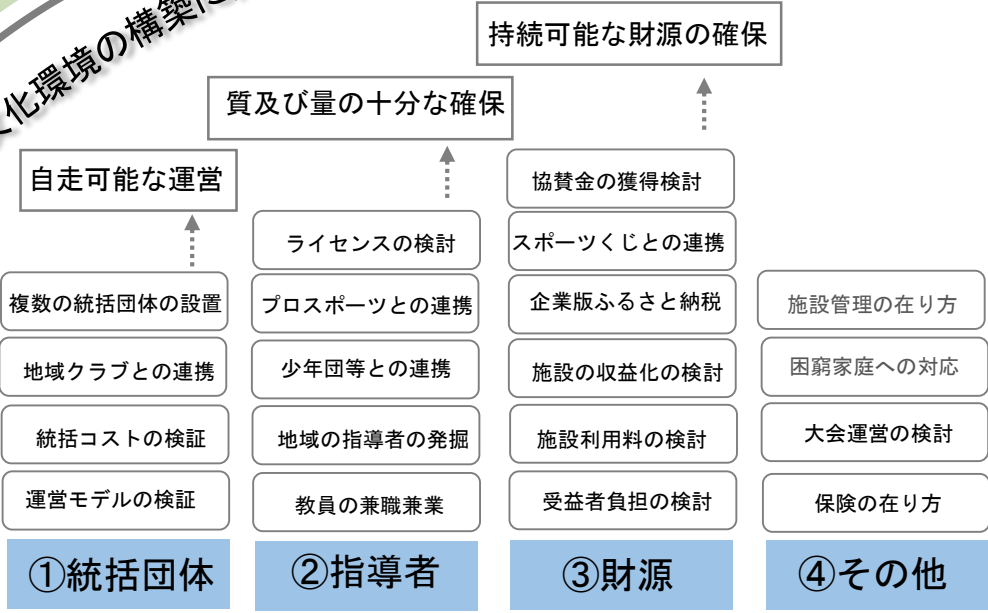 化環境の構築に
持続可能な財源の確保
質及び量の十分な確保
自走可能な運営
複数の統括団体の設置
地域クラブとの連携
統括コストの検証
運営モデルの検証
①統括団体
ライセンスの検討
プロスポーツとの連携
少年団等との連携
地域の指導者の発掘
教員の兼職兼業
②指導者
協賛金の獲得検討
スポーツくじとの連携
企業版ふるさと納税
施設の収益化の検討
施設利用料の検討
受益者負担の検討
③財源
施設管理の在り方
困窮家庭への対応
大会運営の検討
保険の在り方
④その他